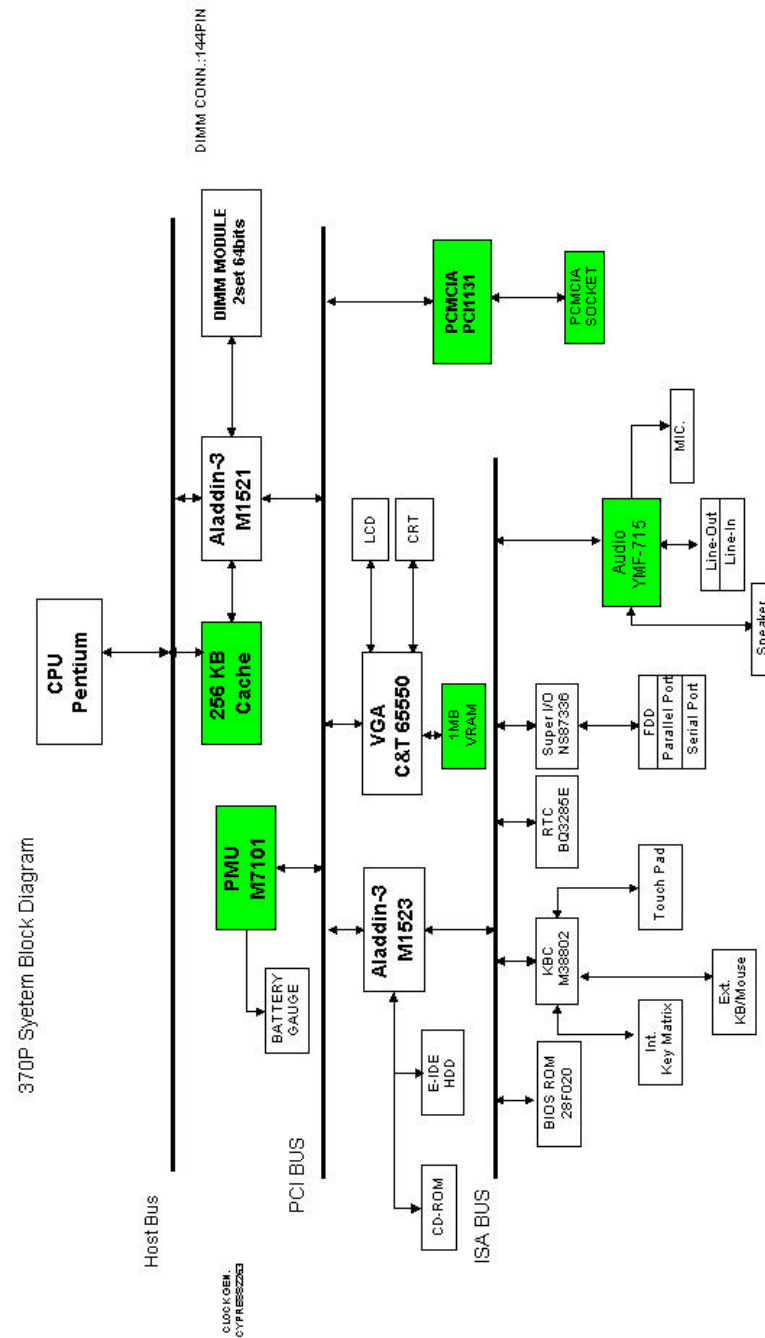 370P Syetem Block Diagram
CPU
Pentium
Host Bus
PMU
M7101
256 KB
Cache
Aladdin-3
M1521
DIMM MODULE
2set 64bits
DIMM CONN.:144PIN
CLOCK GEN.
BATTERY
GAUGE
PCI BUS
Aladdin-3
M1523
VGA
C&T 65550
LCD
CRT
PCMCIA
PCI1131
CD-ROM
E-IDE
HDD
1MB
VRAM
PCMCIA
SOCKET
ISA BUS
BIOS ROM
28F020
KBC
M38802
RTC
BQ3285E
Super I/O
NS87336
Audio
YMF-715
Int.
Key Matrix
Ext.
KB/Mouse
Touch Pad
FDD
Parallel Port
Serial Port
Speaker
Line-Out
Line-In
MIC.